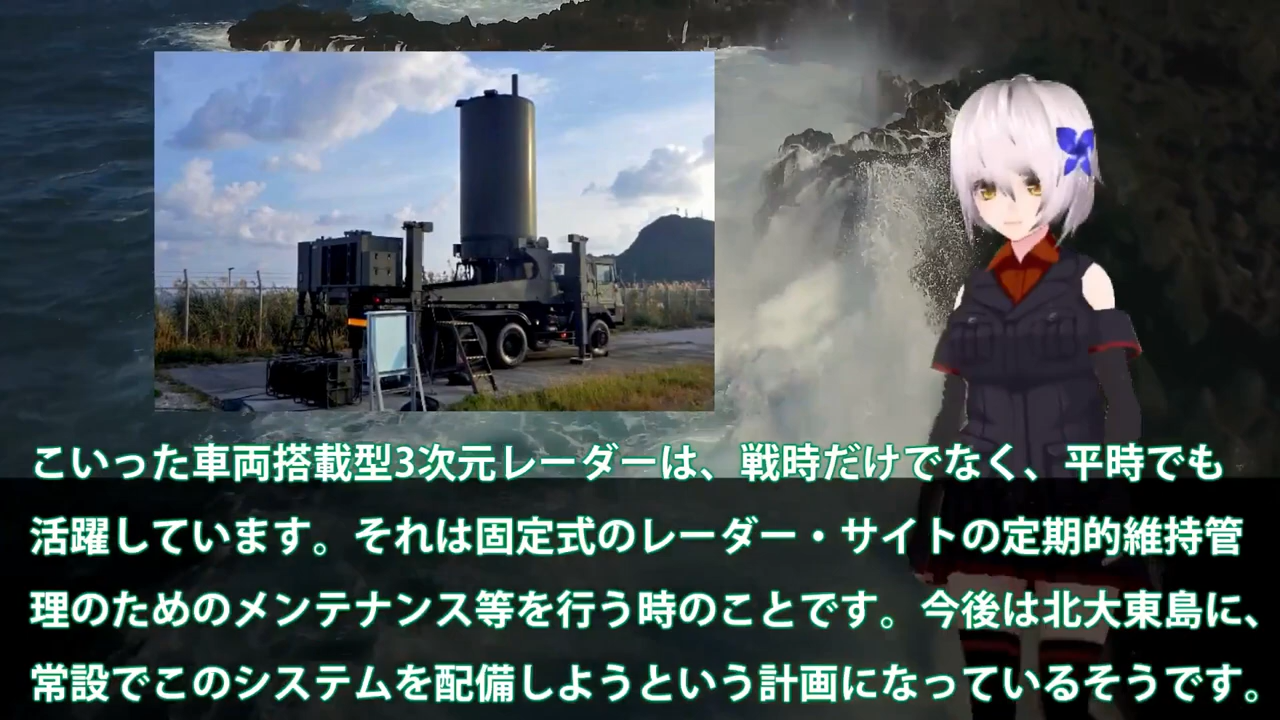 こいった車両搭載型3次元レーダーは、戦時だけでなく、平時でも
活躍しています。それは固定式のレーダー・サイトの定期的維持管
理のためのメンテナンス等を行う時のことです。今後は北大東島に、
常設でこのシステムを配備しようという計画になっているそうです。